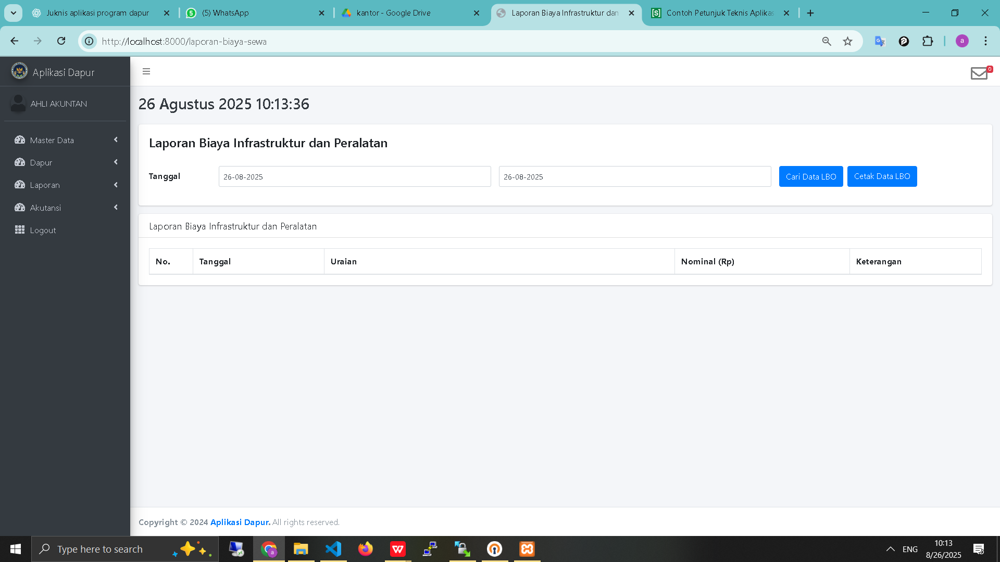 Juknis aplikasi program dapur
(5) WhatsApp
kantor - Google Drive
Laporan Biaya Infrastruktur dan
Contoh Petunjuk Teknis Aplikas
http://localhost:8000/laporan-biaya-sewa
a
Aplikasi Dapur
0
AHLI AKUNTAN
26 Agustus 2025 10:13:36
Master Data
Dapur
Laporan
Akutansi
Logout
Laporan Biaya Infrastruktur dan Peralatan
Tanggal
26-08-2025
26-08-2025
Cari Data LBO
Cetak Data LBO
Laporan Biaya Infrastruktur dan Peralatan
No.
Tanggal
Uraian
Nominal (Rp)
Keterangan
Copyright © 2024 Aplikasi Dapur. All rights reserved.
Type here to search
ENG
10:13
8/26/2025